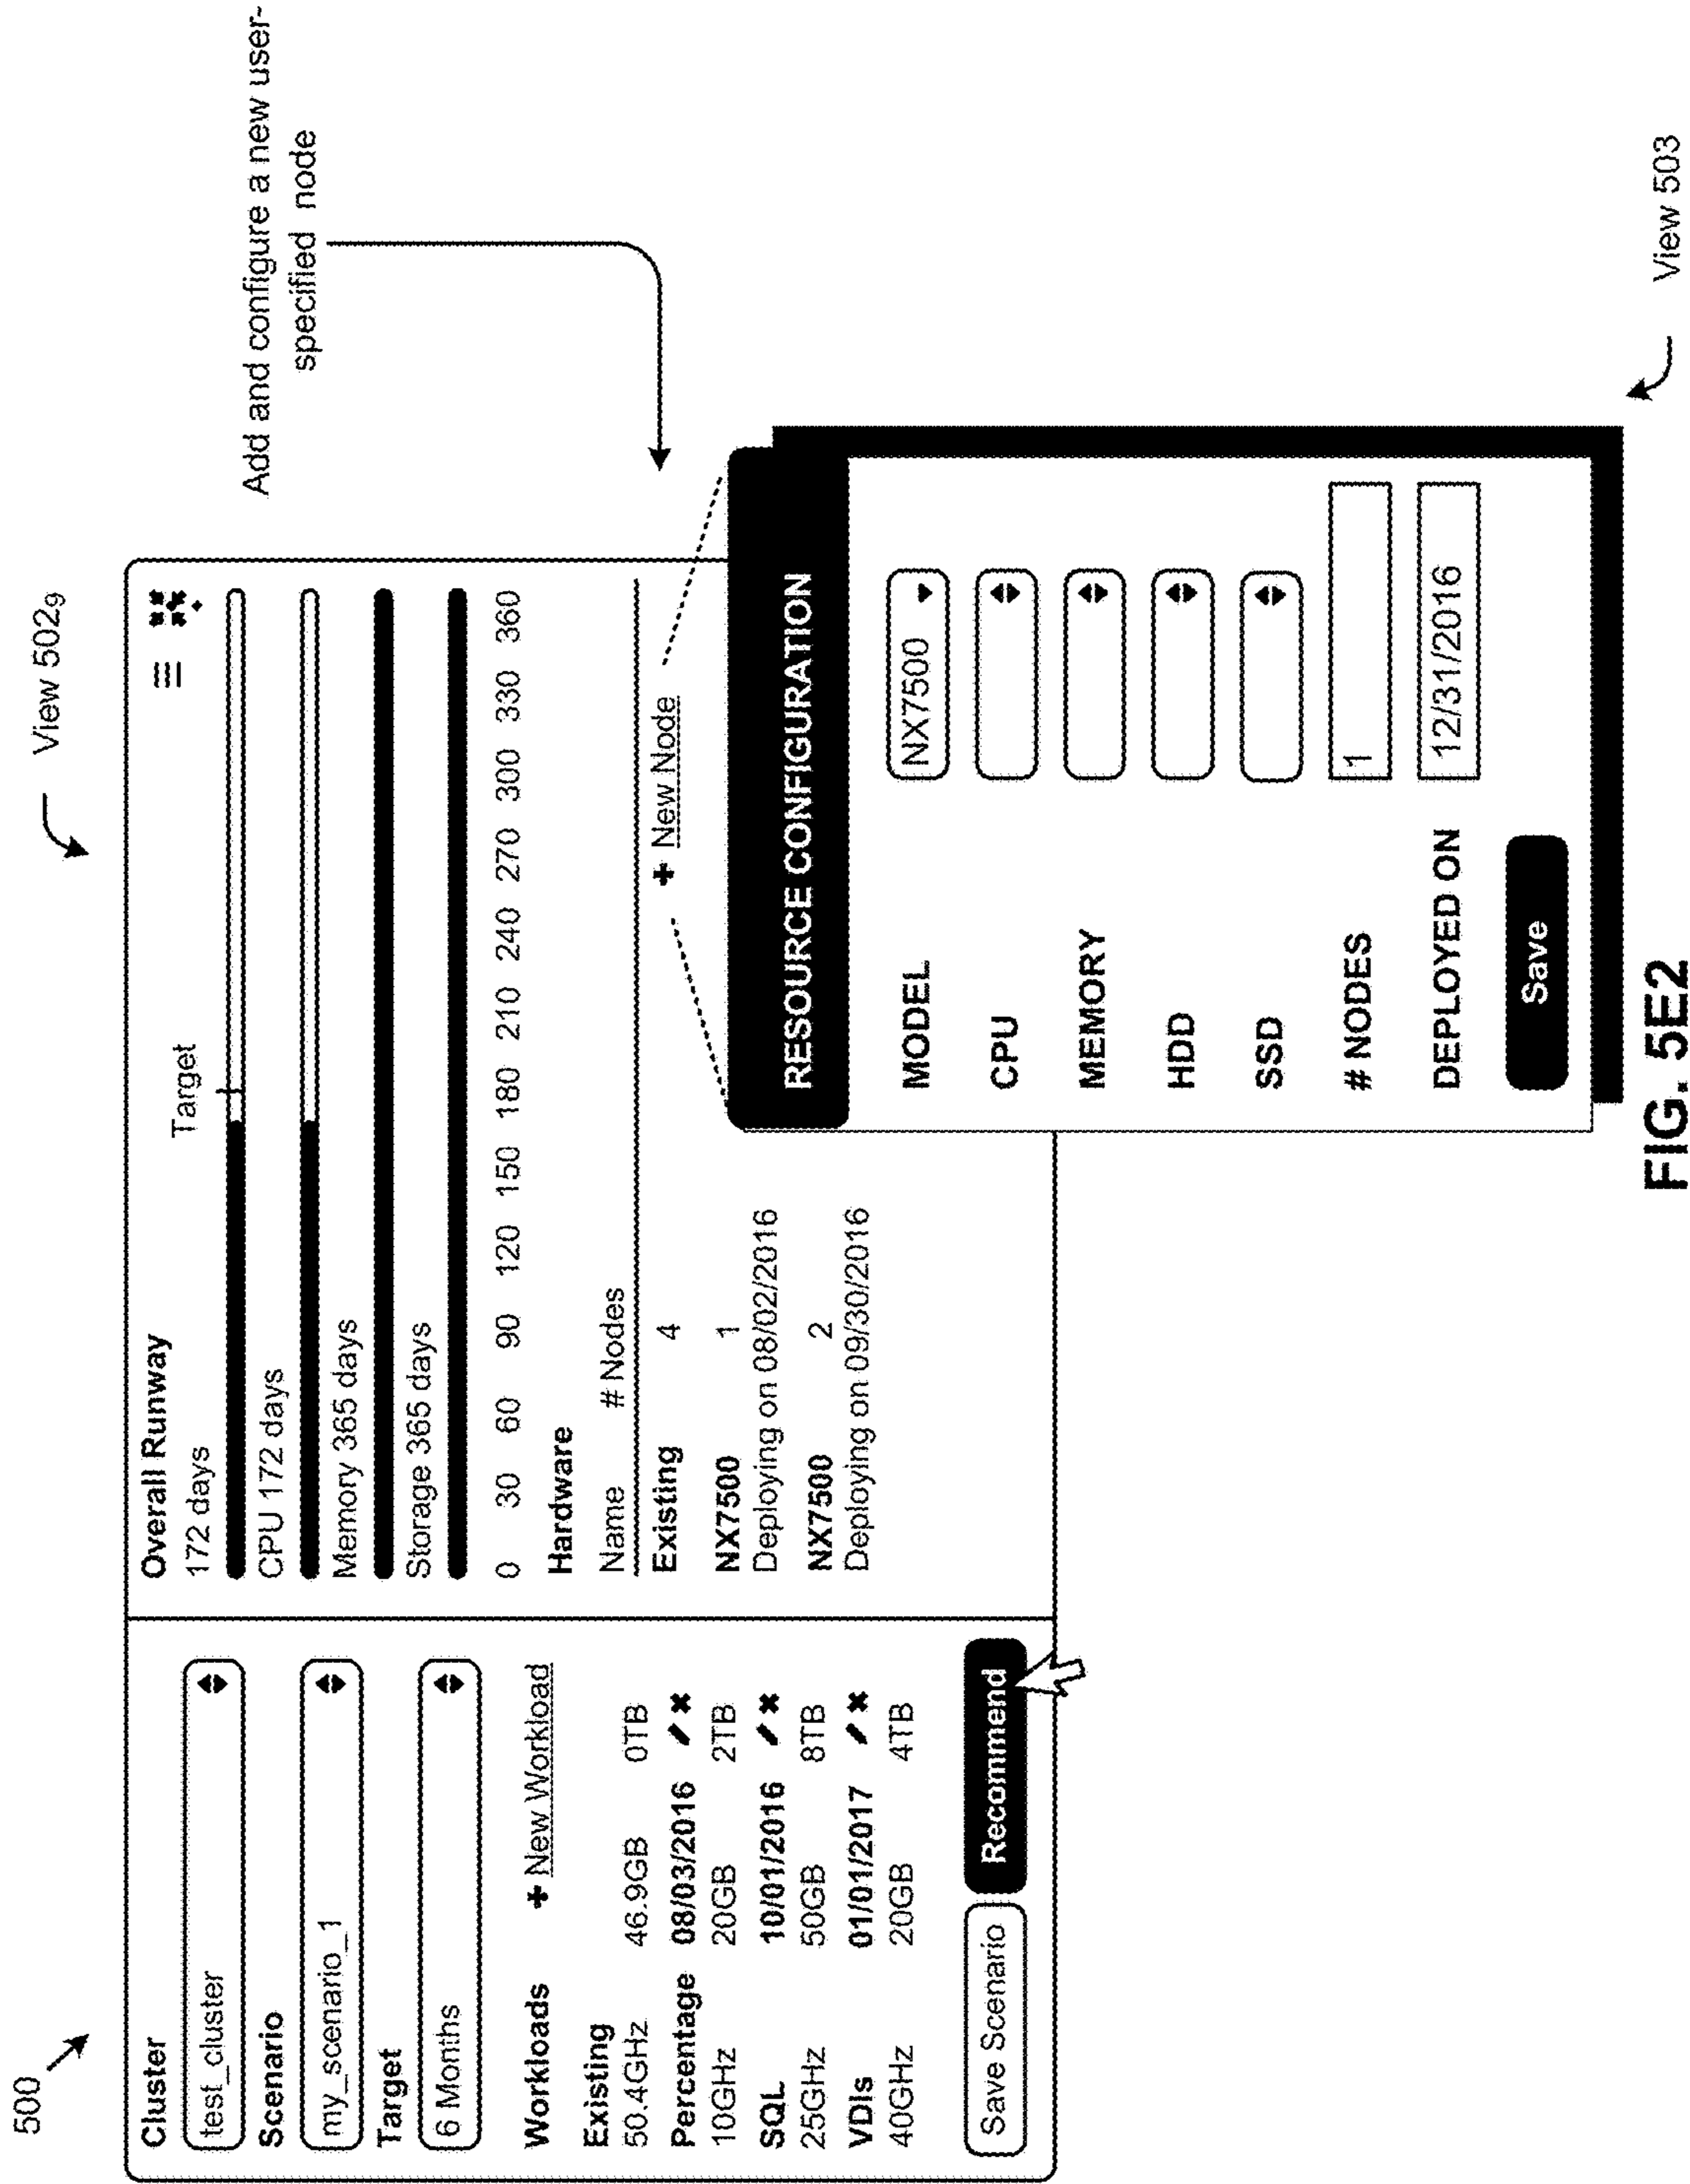 500
View 502₉
Cluster
test_cluster
Scenario
my_scenario_1
Target
6 Months
Workloads
New Workload
Existing
50.4GHz 46.9GB 0TB
Percentage 08/03/2016
10GHz 20GB 2TB
SQL 10/01/2016
25GHz 50GB 8TB
VDIs 01/01/2017
40GHz 20GB 4TB
Save Scenario
Recommend
Overall Runway
172 days
Target
CPU 172 days
Memory 365 days
Storage 365 days
0 30 60 90 120 150 180 210 240 270 300 330 360
Hardware
Name # Nodes
New Node
Existing 4
NX7500 1
Deploying on 08/02/2016
NX7500 2
Deploying on 09/30/2016
Add and configure a new user-
specified node
RESOURCE CONFIGURATION
MODEL NX7500
CPU
MEMORY
HDD
SSD
# NODES 1
DEPLOYED ON 12/31/2016
Save
View 503
FIG. 5E2